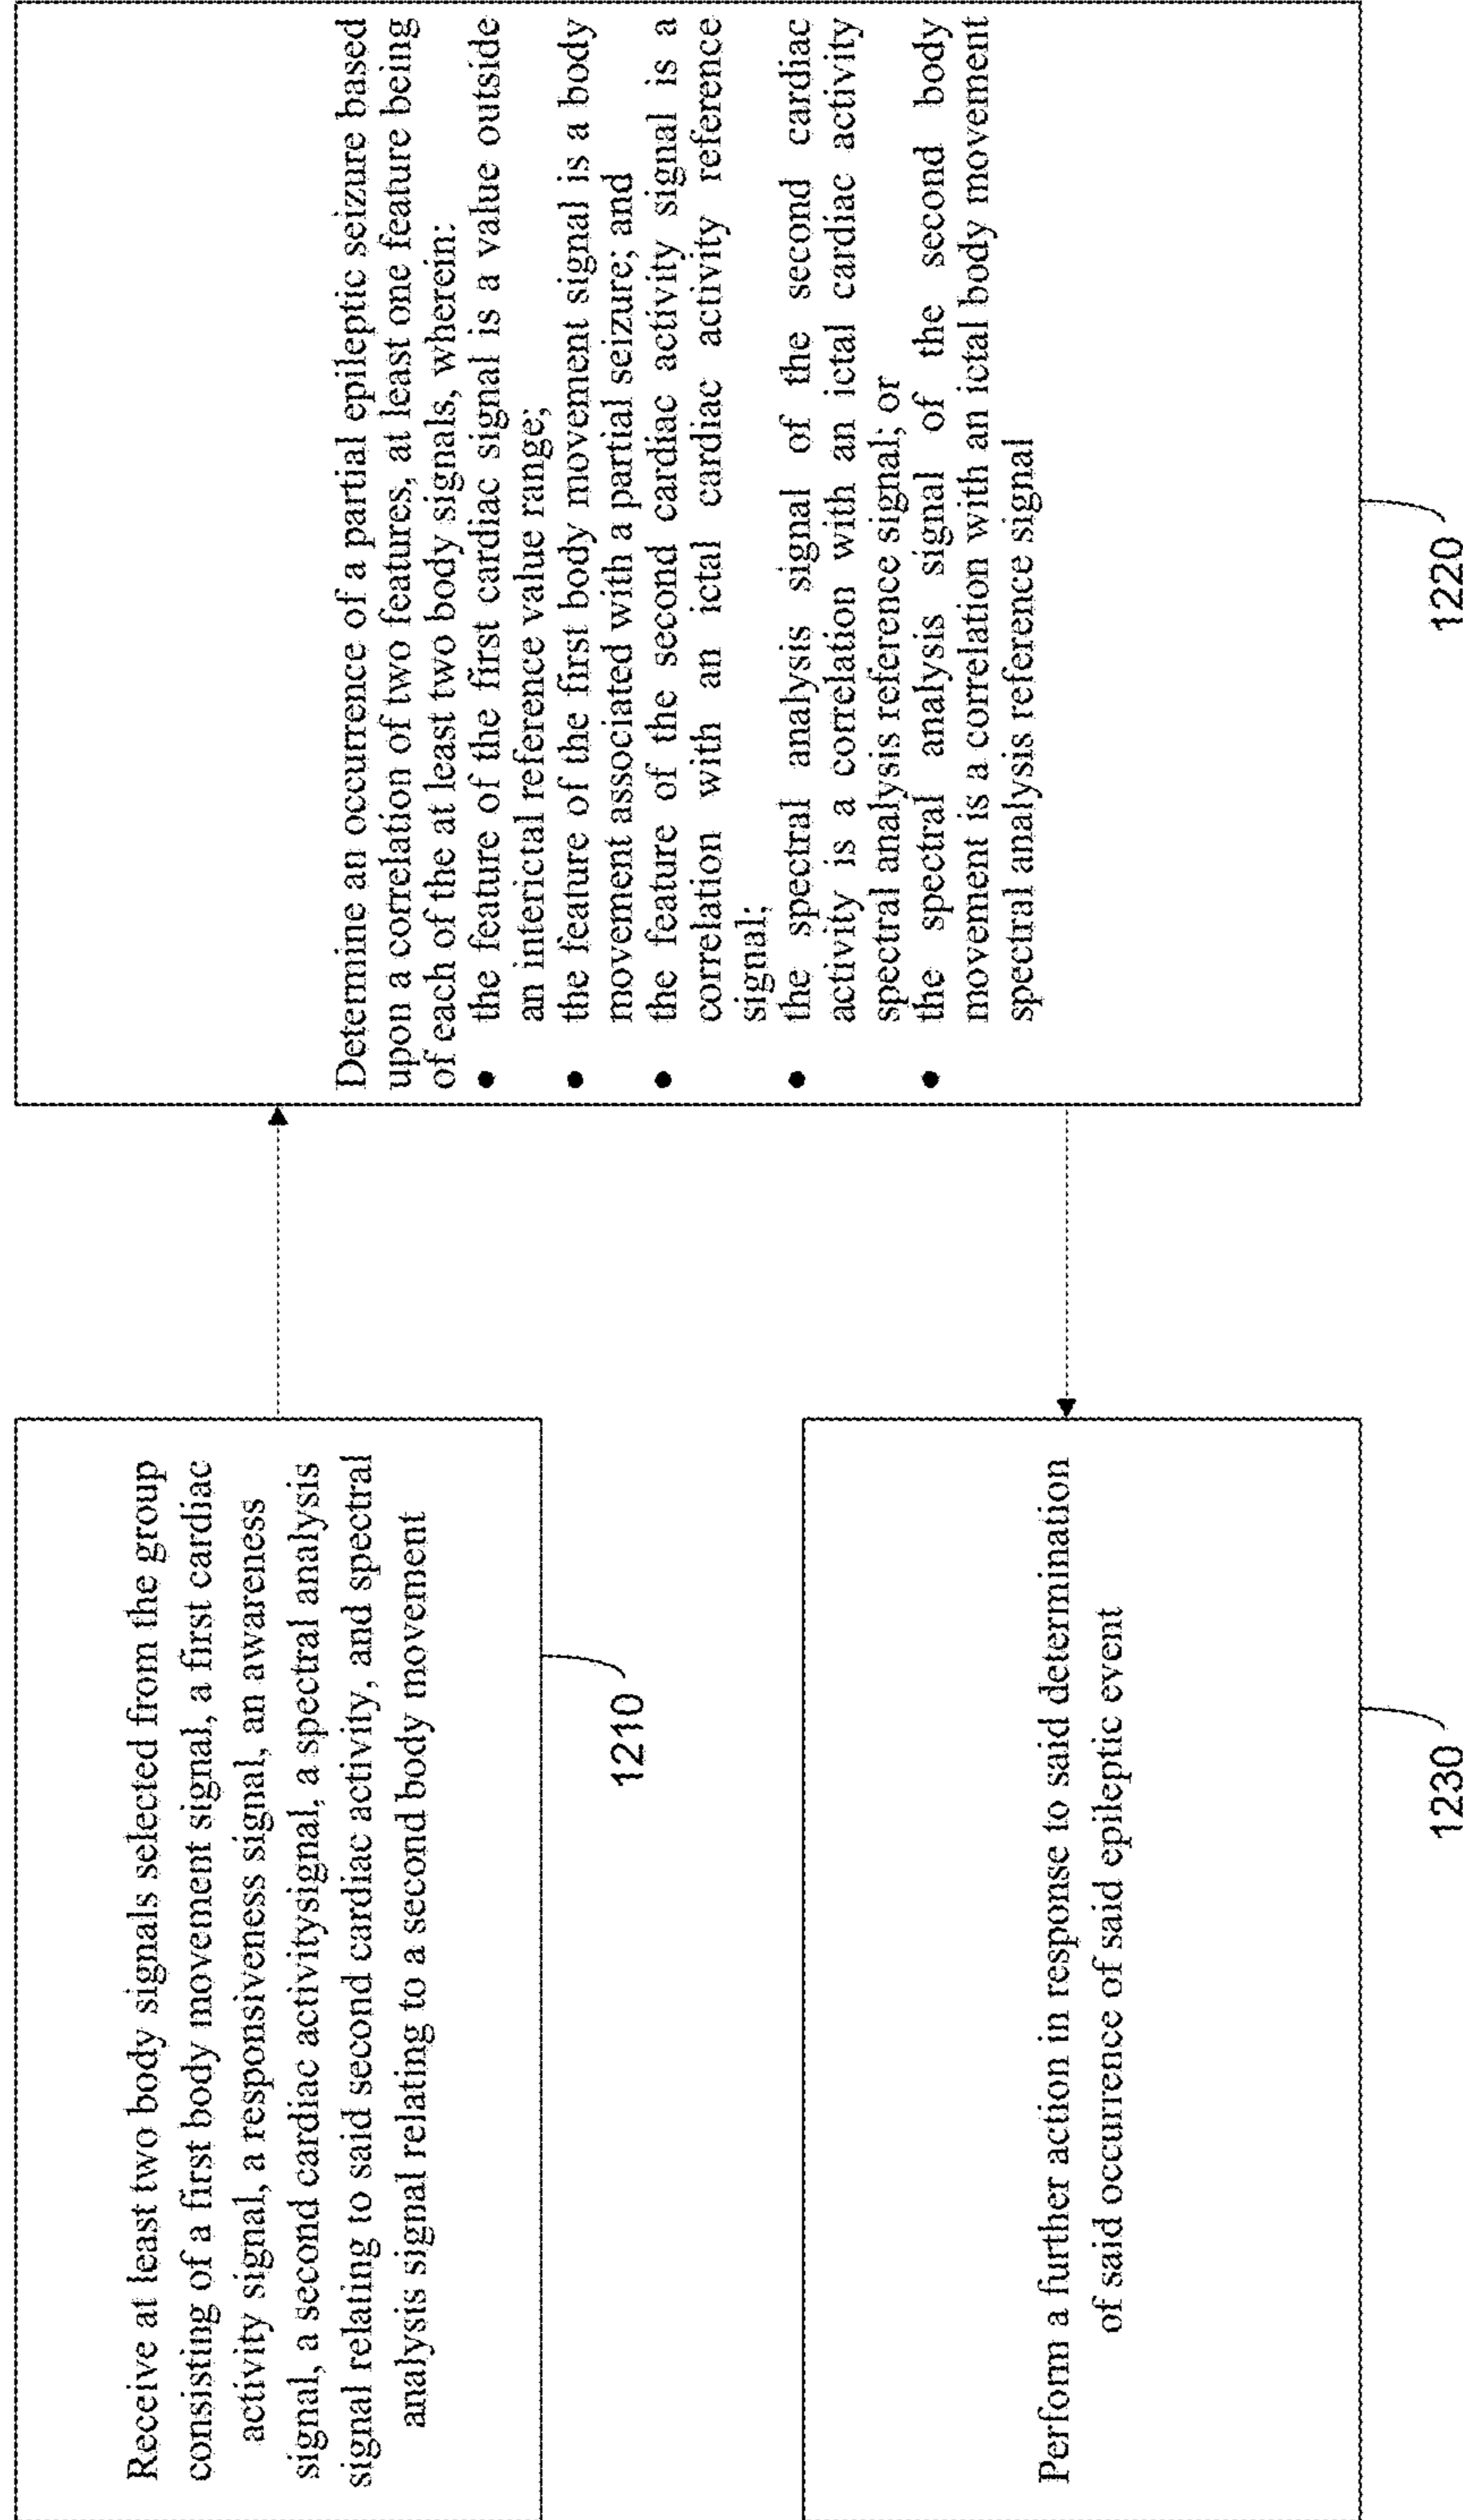 Receive at least two body signals selected from the group
consisting of a first body movement signal, a first cardiac
activity signal, a responsiveness signal, an awareness
signal, a second cardiac activitysignal, a spectral analysis
signal relating to said second cardiac activity, and spectral
analysis signal relating to a second body movement
1210
Determine an occurrence of a partial epileptic seizure based
upon a correlation of two features, at least one feature being
of each of the at least two body signals, wherein:
• the feature of the first cardiac signal is a value outside
an interictal reference value range;
• the feature of the first body movement signal is a body
movement associated with a partial seizure; and
• the feature of the second cardiac activity signal is a
correlation with an ictal cardiac activity reference
signal;
• the spectral analysis signal of the second cardiac
activity is a correlation with an ictal cardiac activity
spectral analysis reference signal; or
• the spectral analysis signal of the second body
movement is a correlation with an ictal body movement
spectral analysis reference signal
1220
Perform a further action in response to said determination
of said occurrence of said epileptic event
1230